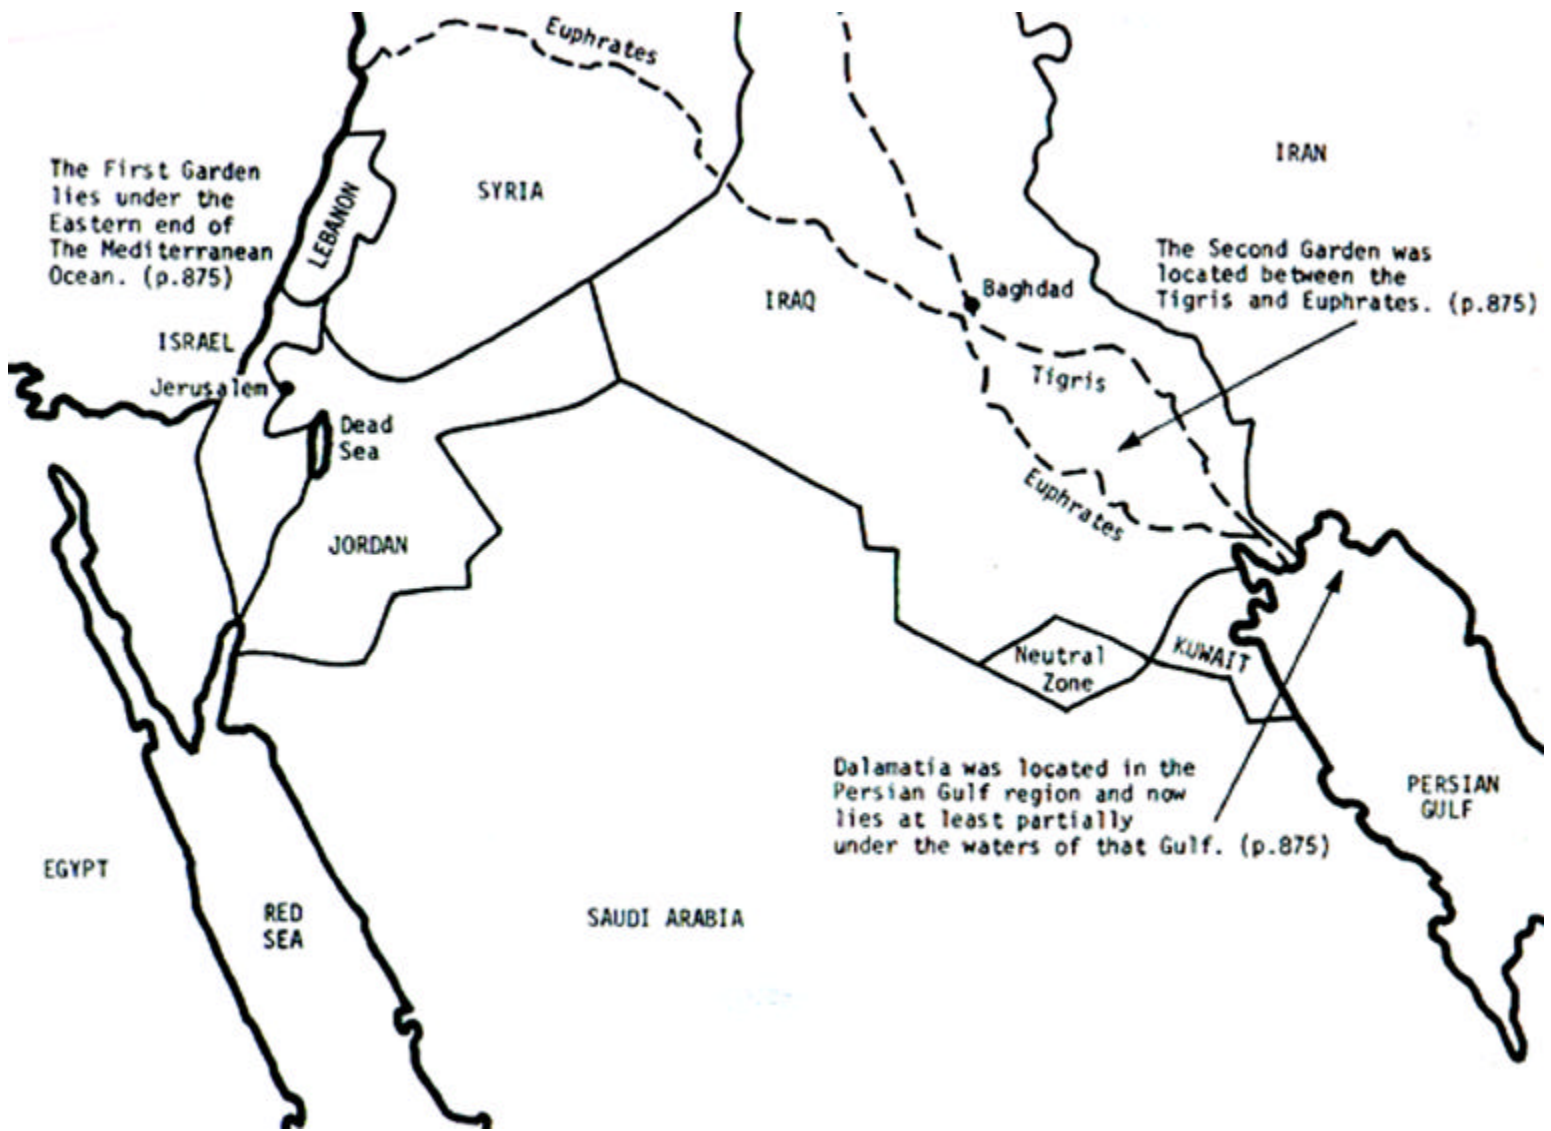 Euphrates
The First Garden
lies under the
Eastern end of
The Mediterranean
Ocean. (p.875)
LEBANON
SYRIA
IRAN
The Second Garden was
located between the
Tigris and Euphrates. (p.875)
IRAQ
Baghdad
ISRAEL
Jerusalem
Tigris
Dead
Sea
Euphrates
JORDAN
Neutral
Zone
KUWAIT
Dalamatia was located in the
Persian Gulf region and now
lies at least partially
under the waters of that Gulf. (p.875)
PERSIAN
GULF
EGYPT
RED
SEA
SAUDI ARABIA